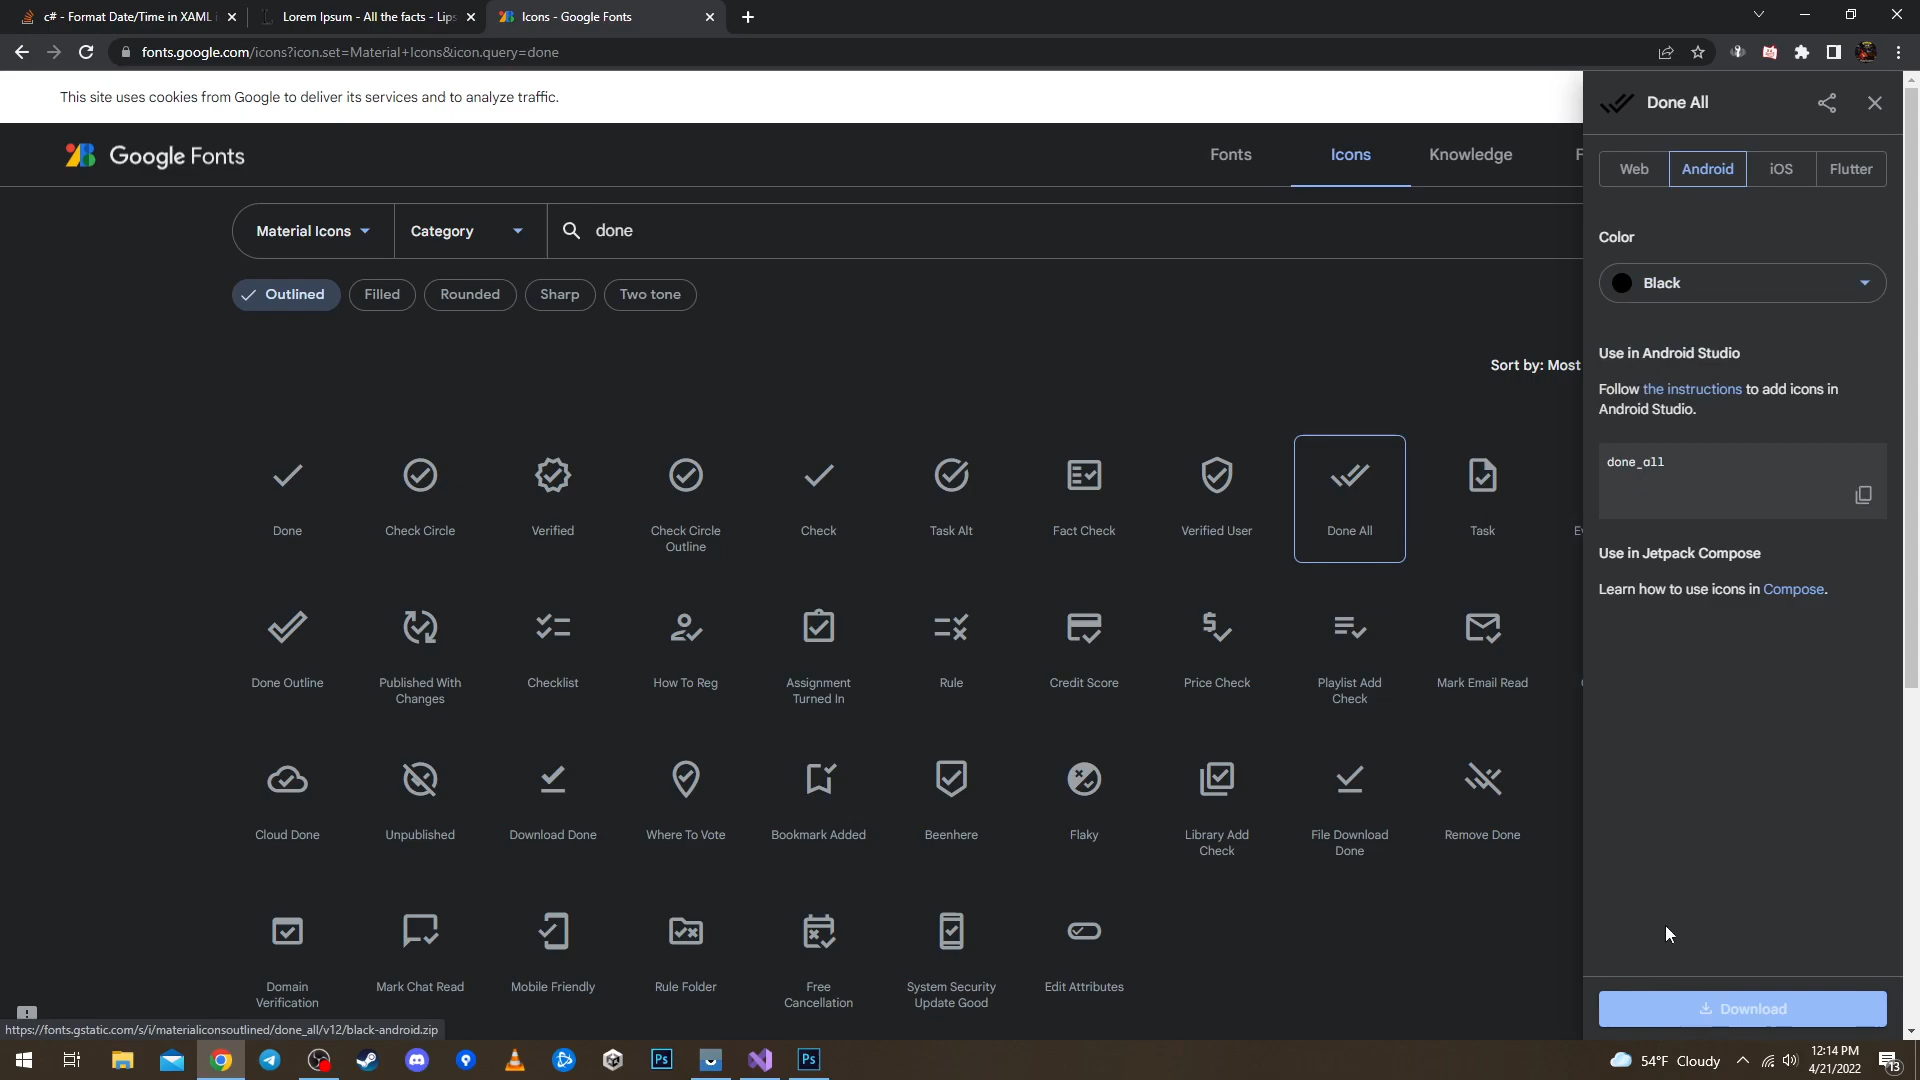 c# - Format Date/Time in XAML i
Lorem Ipsum - All the facts - Lips
Icons - Google Fonts
fonts.google.com/icons?icon.set=Material+Icons&icon.query=done
This site uses cookies from Google to deliver its services and to analyze traffic.
Google Fonts
Fonts
Icons
Knowledge
F
Material Icons
Category
done
Outlined
Filled
Rounded
Sharp
Two tone
Sort by: Most
Done
Check Circle
Verified
Check Circle
Outline
Check
Task Alt
Fact Check
Verified User
Done All
Task
Done Outline
Published With
Changes
Checklist
How To Reg
Assignment
Turned In
Rule
Credit Score
Price Check
Playlist Add
Check
Mark Email Read
Cloud Done
Unpublished
Download Done
Where To Vote
Bookmark Added
Beenhere
Flaky
Library Add
Check
File Download
Done
Remove Done
Domain
Verification
Mark Chat Read
Mobile Friendly
Rule Folder
Free
Cancellation
System Security
Update Good
Edit Attributes
Done All
Web
Android
iOS
Flutter
Color
Black
Use in Android Studio
Follow the instructions to add icons in
Android Studio.
done_all
Use in Jetpack Compose
Learn how to use icons in Compose.
Download
https://fonts.gstatic.com/s/i/materialiconsoutlined/done_all/v12/black-android.zip
Ps
Ps
54°F Cloudy
12:14 PM
4/21/2022
13